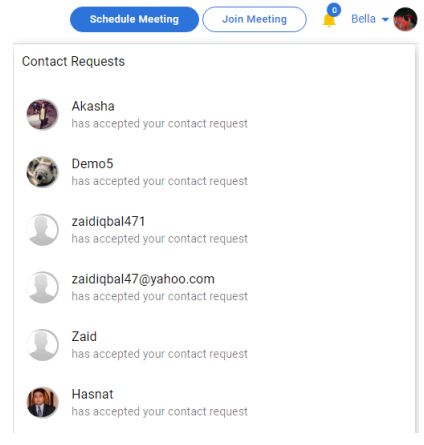 Schedule Meeting Join Meeting 0 Bella
Contact Requests
Akasha
has accepted your contact request
Demo5
has accepted your contact request
zaidiqbal471
has accepted your contact request
zaidiqbal47@yahoo.com
has accepted your contact request
Zaid
has accepted your contact request
Hasnat
has accepted your contact request